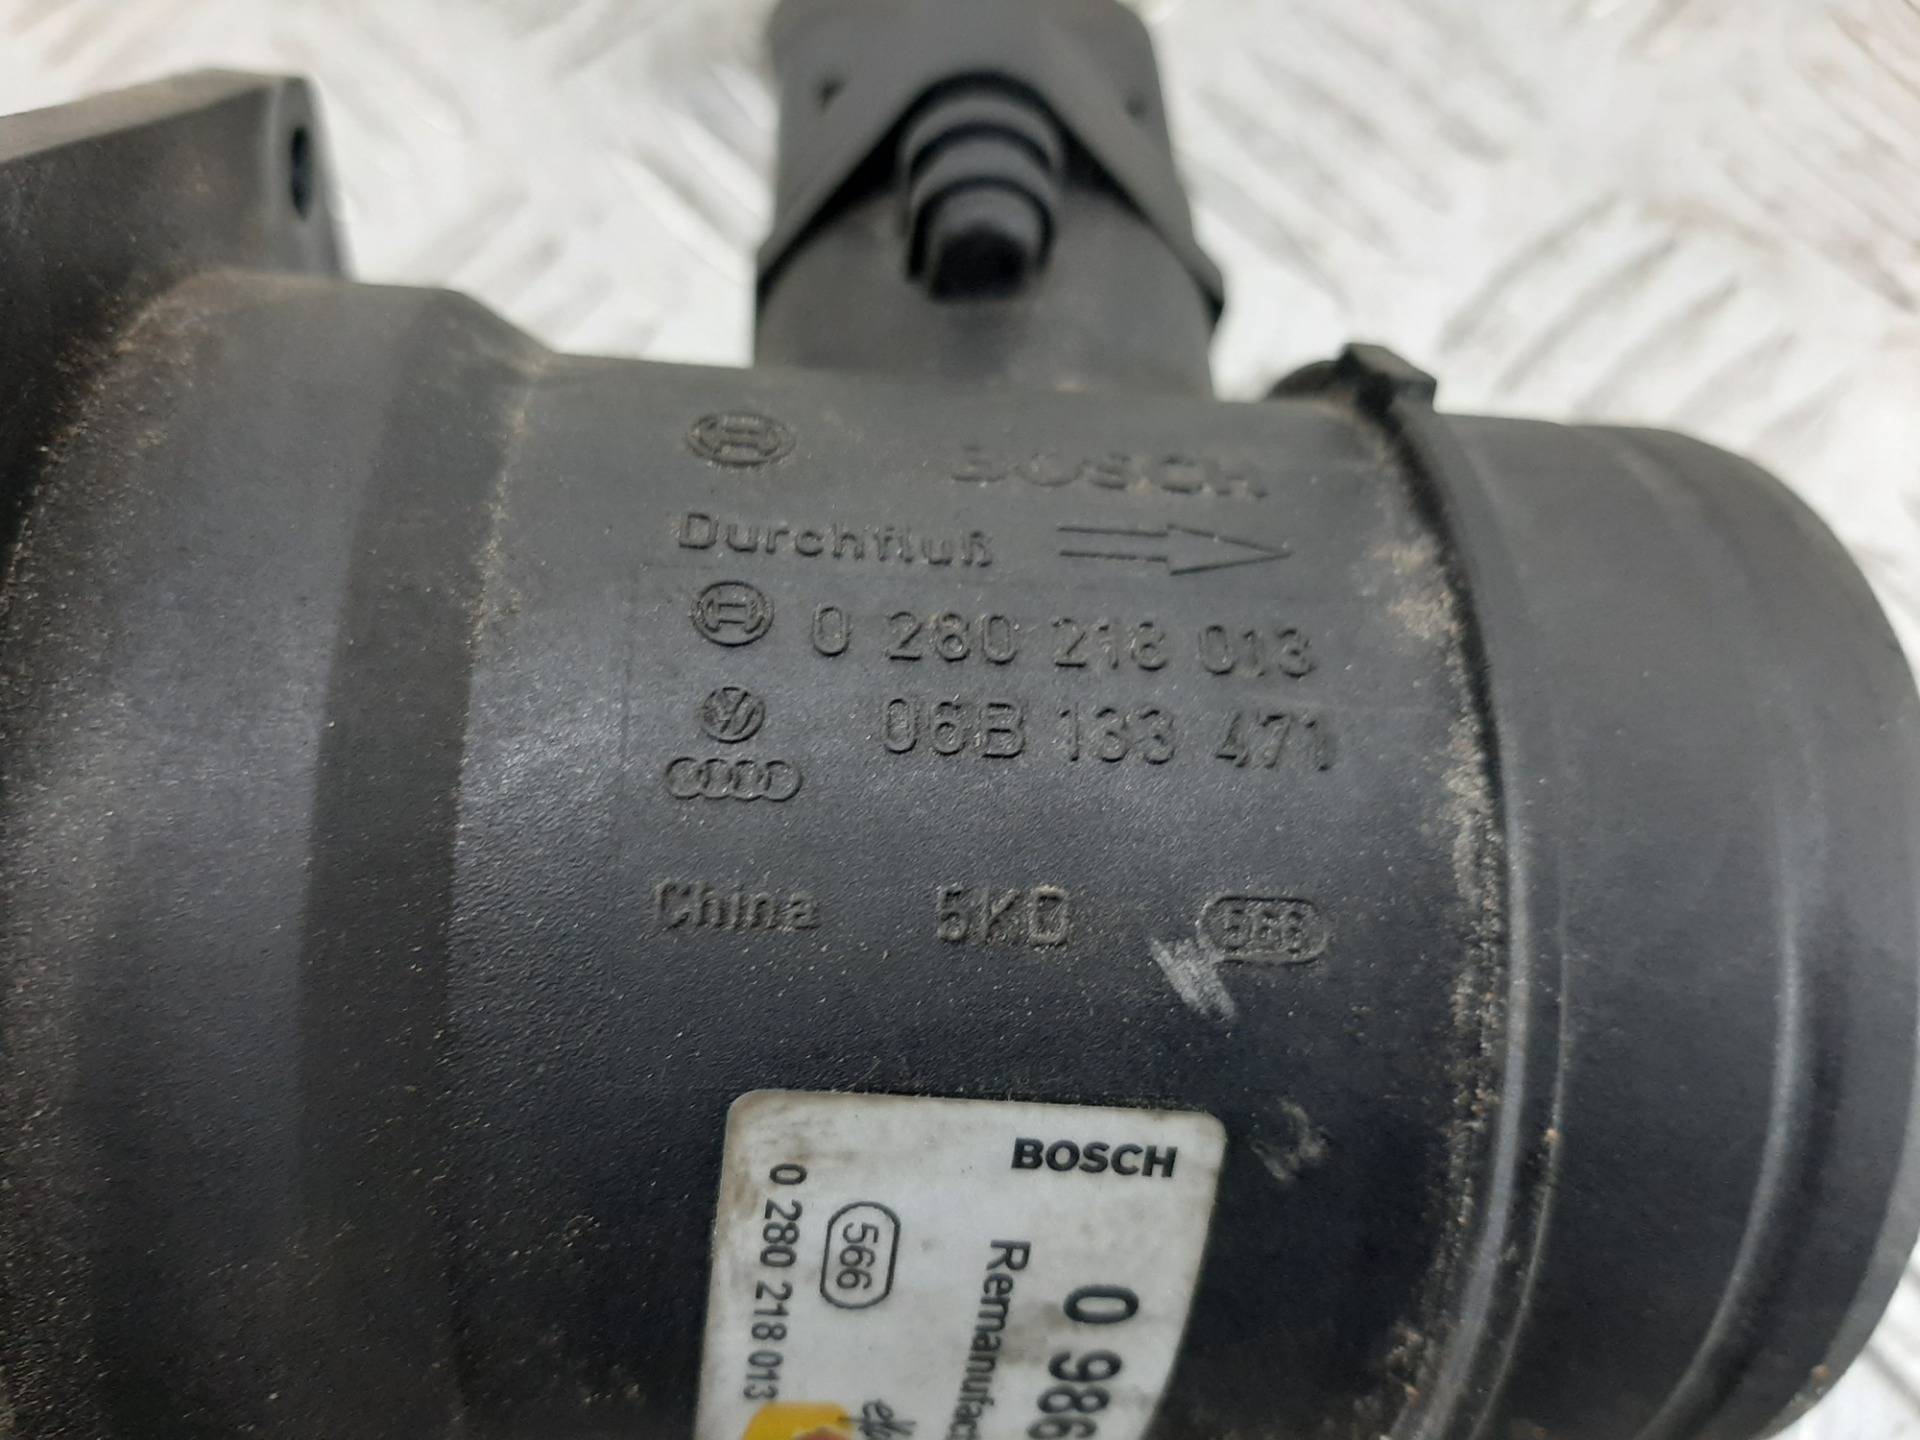 BOSCH
Durchfluß
0 280 218 013
06B 133 471
China 5KD 566
BOSCH
0 986
566
0 280 218 013